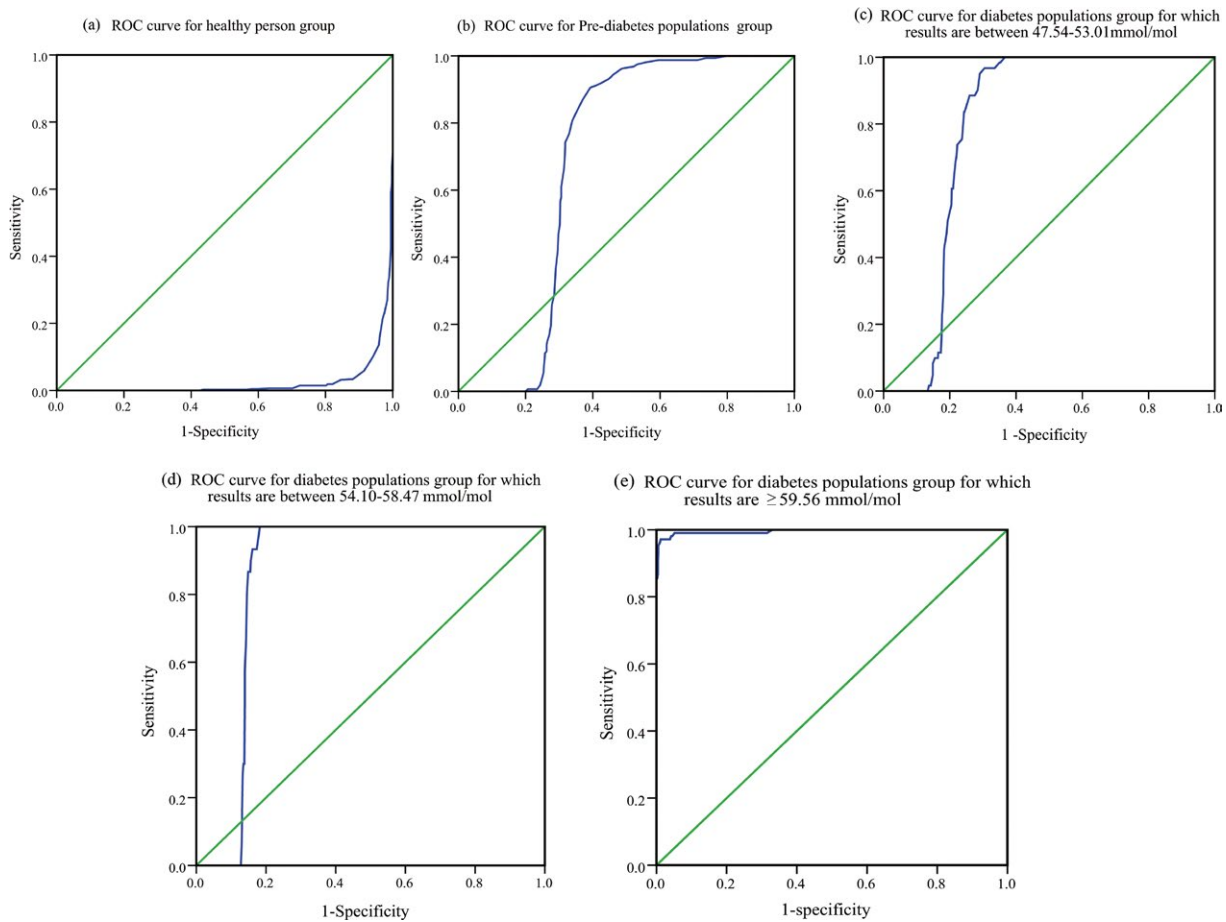 (a) ROC curve for healthy person group
1.0
0.8
0.6
0.4
0.2
0.0
Sensitivity
0.0 0.2 0.4 0.6 0.8 1.0
1-Specificity
(b) ROC curve for Pre-diabetes populations group
1.0
0.8
0.6
0.4
0.2
0.0
Sensitivity
0.0 0.2 0.4 0.6 0.8 1.0
1-Specificity
(c) ROC curve for diabetes populations group for which
results are between 47.54-53.01mmol/mol
1.0
0.8
0.6
0.4
0.2
0.0
Sensitivity
0.0 0.2 0.4 0.6 0.8 1.0
1 -Specificity
(d) ROC curve for diabetes populations group for which
results are between 54.10-58.47 mmol/mol
1.0
0.8
0.6
0.4
0.2
0.0
Sensitivity
0.0 0.2 0.4 0.6 0.8 1.0
1-Specificity
(e) ROC curve for diabetes populations group for which
results are ≥59.56 mmol/mol
1.0
0.8
0.6
0.4
0.2
0.0
Sensitivity
0.0 0.2 0.4 0.6 0.8 1.0
1-specificity